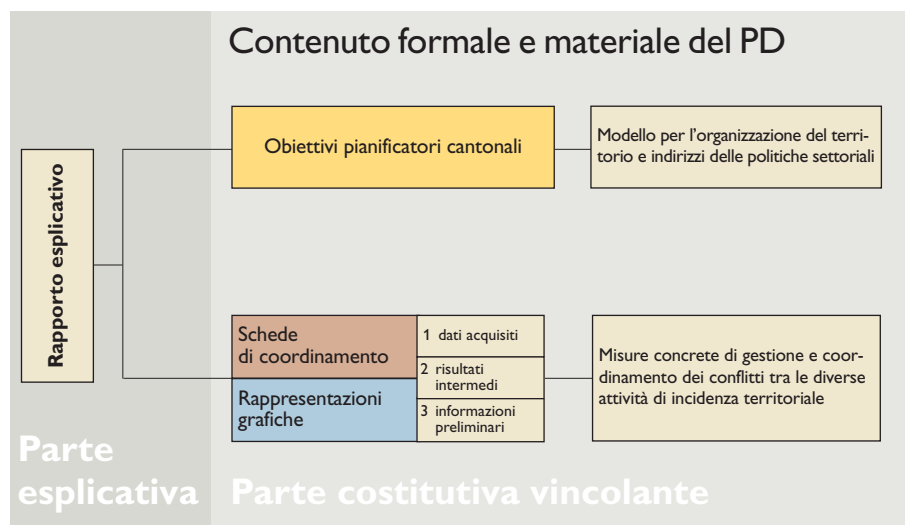 Contenuto formale e materiale del PD
Rapporto esplicativo
Obiettivi pianificatori cantonali
Modello per l'organizzazione del terri-
torio e indirizzi delle politiche settoriali
Schede
di coordinamento
Rappresentazioni
grafiche
1 dati acquisiti
2 risultati
intermedi
3 informazioni
preliminari
Misure concrete di gestione e coor-
dinamento dei conflitti tra le diverse
attività di incidenza territoriale
Parte
esplicativa
Parte costitutiva vincolante